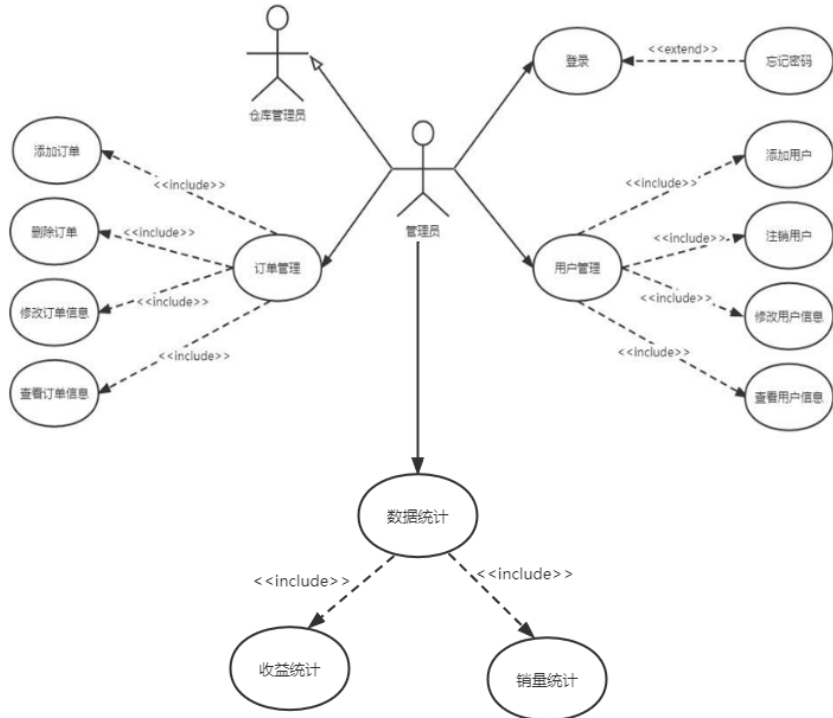 仓库管理员
登录
<<extend>>
忘记密码
添加订单
<<include>>
管理员
添加用户
<<include>>
删除订单
<<include>>
订单管理
用户管理
<<include>>
注销用户
修改订单信息
<<include>>
<<include>>
修改用户信息
查看订单信息
<<include>>
<<include>>
查看用户信息
数据统计
<<include>>
<<include>>
收益统计
销量统计